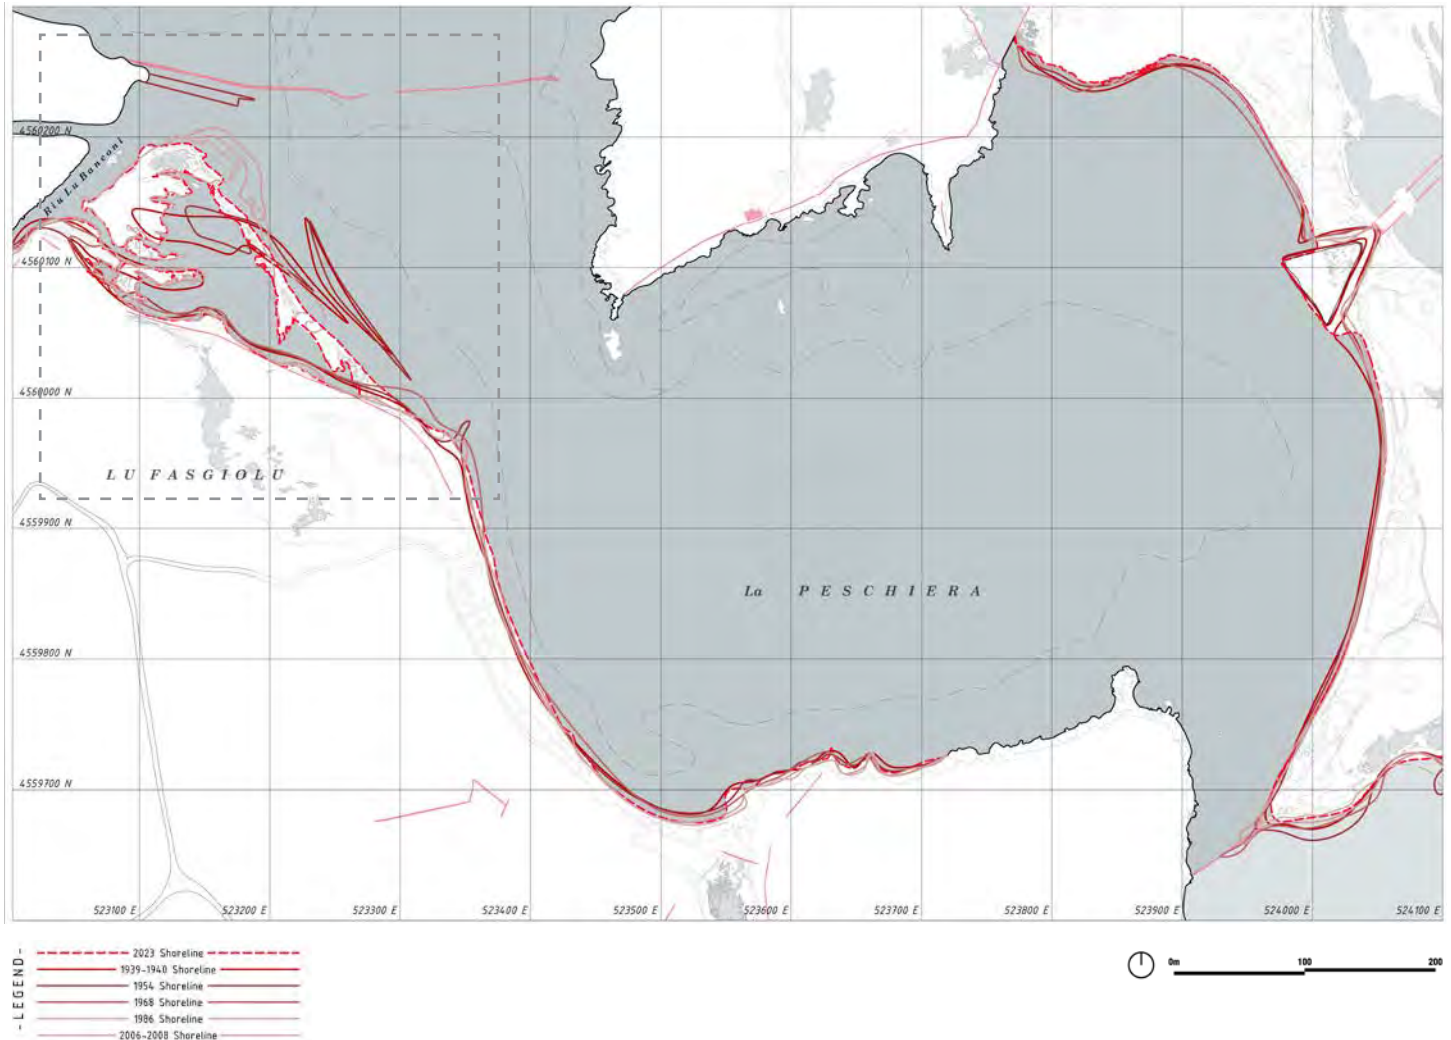 4560200 N
Riu Lu Banconi
4560100 N
4560000 N
LU FASGIOLU
4559900 N
La PESCHIERA
4559800 N
4559700 N
523100 E
523200 E
523300 E
523400 E
523500 E
523600 E
523700 E
523800 E
523900 E
524000 E
524100 E
- LEGEND -
2023 Shoreline
1939-1940 Shoreline
1954 Shoreline
1968 Shoreline
1986 Shoreline
2006-2008 Shoreline
0m 100 200